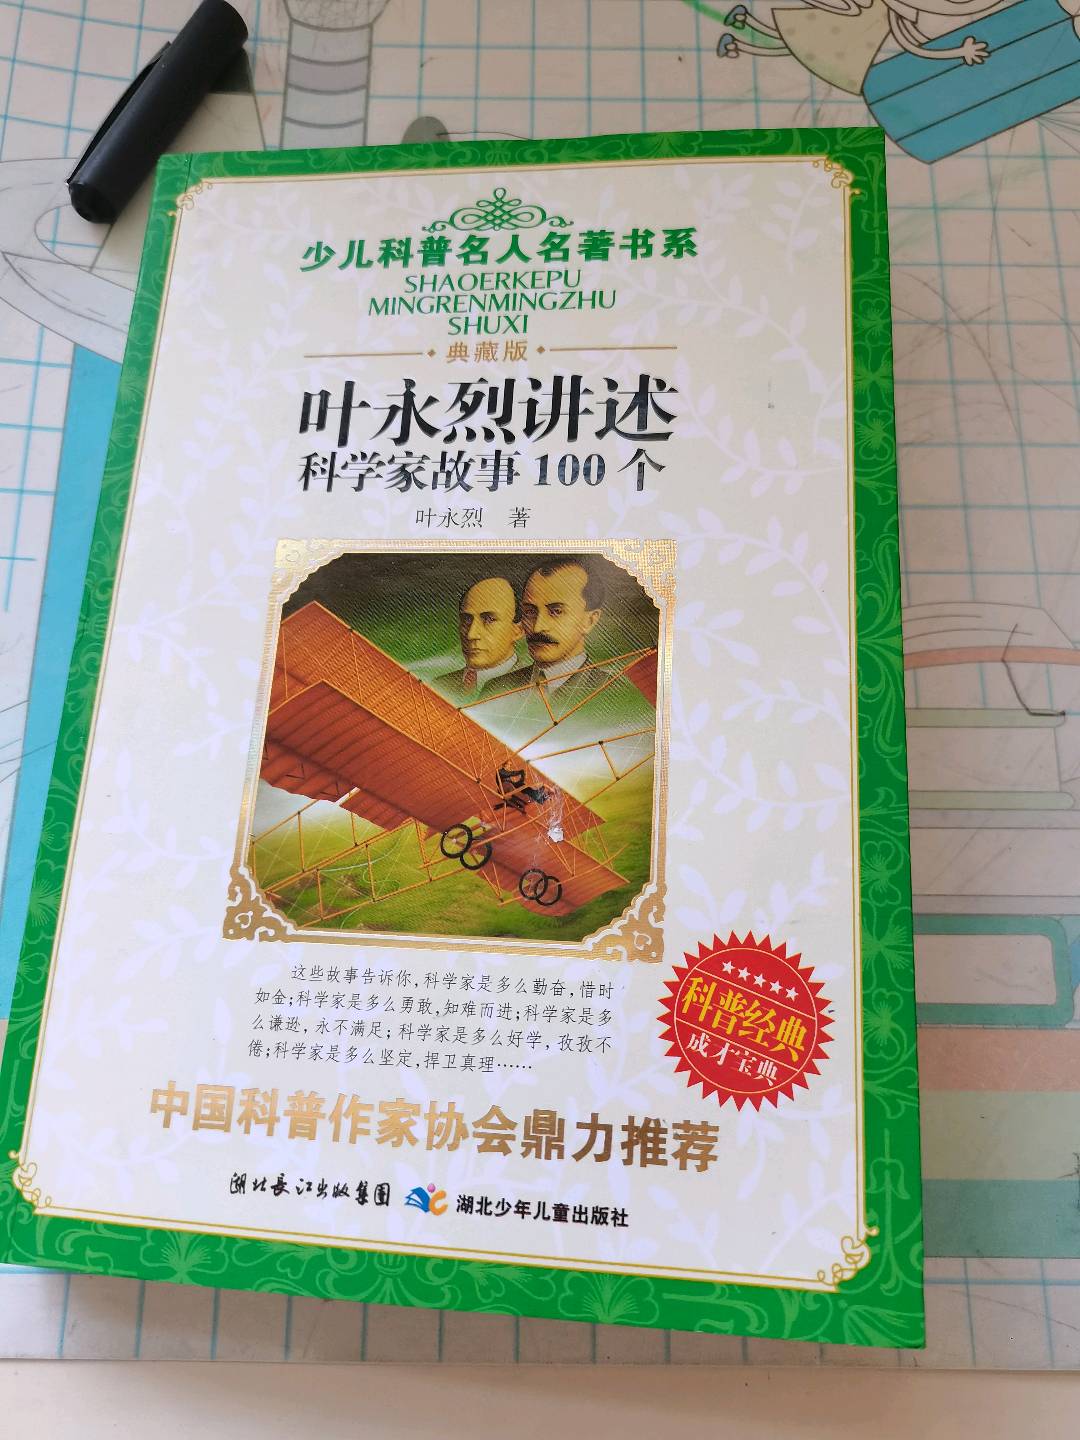 少儿科普名人名著书系
SHAOERKEPU
MINGRENMINGZHU
SHUXI
典藏版
叶永烈讲述
科学家故事100个
叶永烈 著
这些故事告诉你,科学家是多么勤奋,惜时
如金;科学家是多么勇敢,知难而进;科学家是多
么谦逊,永不满足;科学家是多么好学,孜孜不
倦;科学家是多么坚定,捍卫真理……
科普经典
成才宝典
中国科普作家协会鼎力推荐
湖北长江出版集团 湖北少年儿童出版社